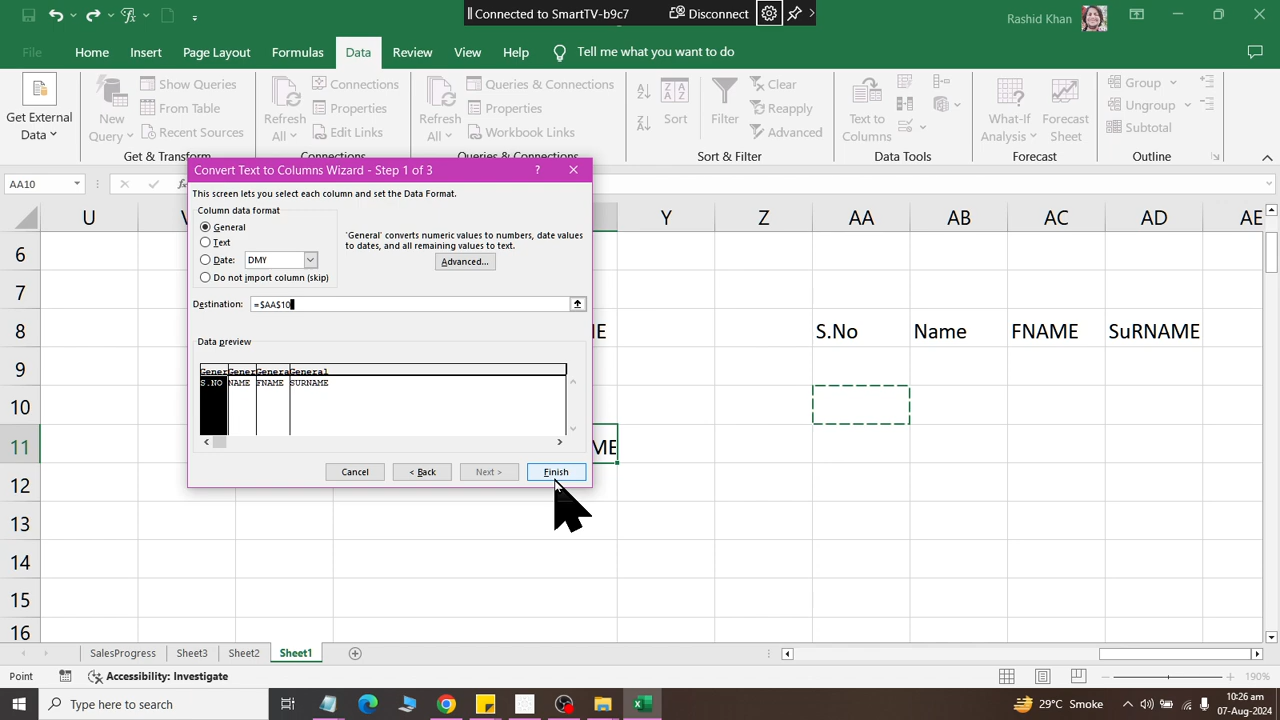 Connected to SmartTV-b9c7 Disconnect
Rashid Khan
File Home Insert Page Layout Formulas Data Review View Help Tell me what you want to do
Get External Data
New Query
Show Queries
From Table
Recent Sources
Get & Transform
Refresh All
Connections
Properties
Edit Links
Connections
Refresh All
Queries & Connections
Properties
Workbook Links
Queries & Connections
Sort
Filter
Clear
Reapply
Advanced
Sort & Filter
Text to Columns
Data Tools
What-If Analysis
Forecast Sheet
Forecast
Group
Ungroup
Subtotal
Outline
AA10
Convert Text to Columns Wizard - Step 1 of 3
This screen lets you select each column and set the Data Format.
Column data format
General
Text
Date: DMY
Do not import column (skip)
'General' converts numeric values to numbers, date values
to dates, and all remaining values to text.
Advanced...
Destination: =$AA$10
Data preview
General
S.NO NAME FNAME SURNAME
Cancel < Back Next > Finish
U Y Z AA AB AC AD AE
6
7
8 S.No Name FNAME SuRNAME
9
10
11
12
13
14
15
16
SalesProgress Sheet3 Sheet2 Sheet1
Point Accessibility: Investigate 190%
Type here to search
29°C Smoke
10:26 am
07-Aug-2024